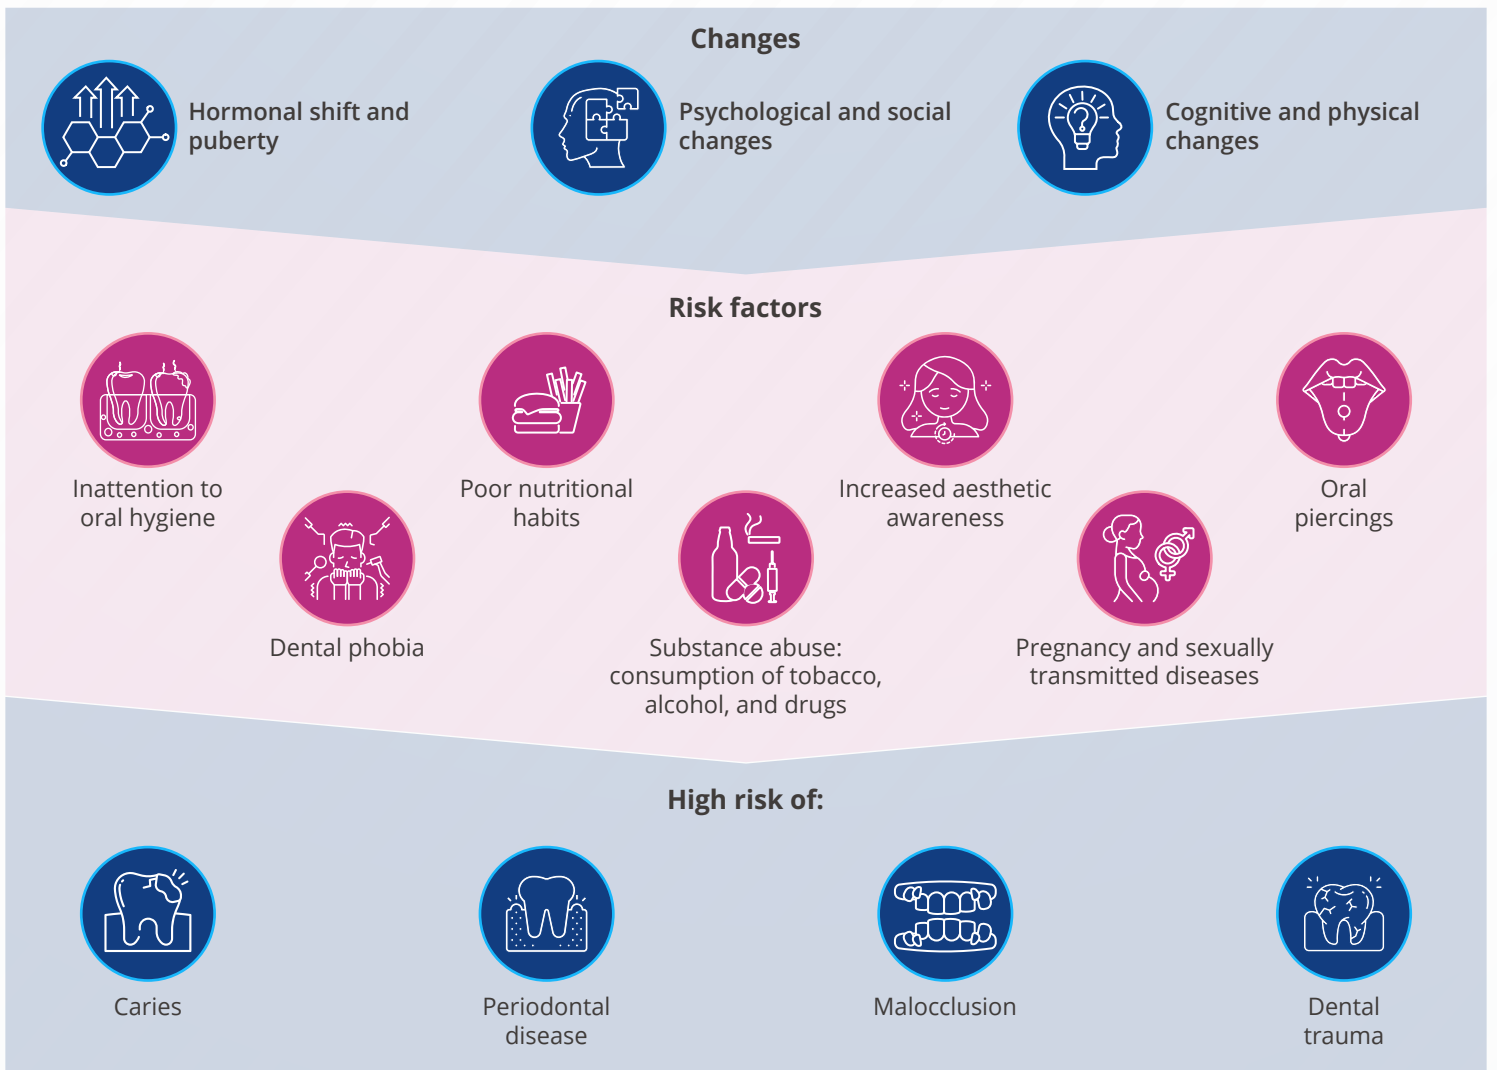 Changes
Hormonal shift and
puberty
Psychological and social
changes
Cognitive and physical
changes
Risk factors
Inattention to
oral hygiene
Poor nutritional
habits
Increased aesthetic
awareness
Oral
piercings
Dental phobia
Substance abuse:
consumption of tobacco,
alcohol, and drugs
Pregnancy and sexually
transmitted diseases
High risk of:
Caries
Periodontal
disease
Malocclusion
Dental
trauma